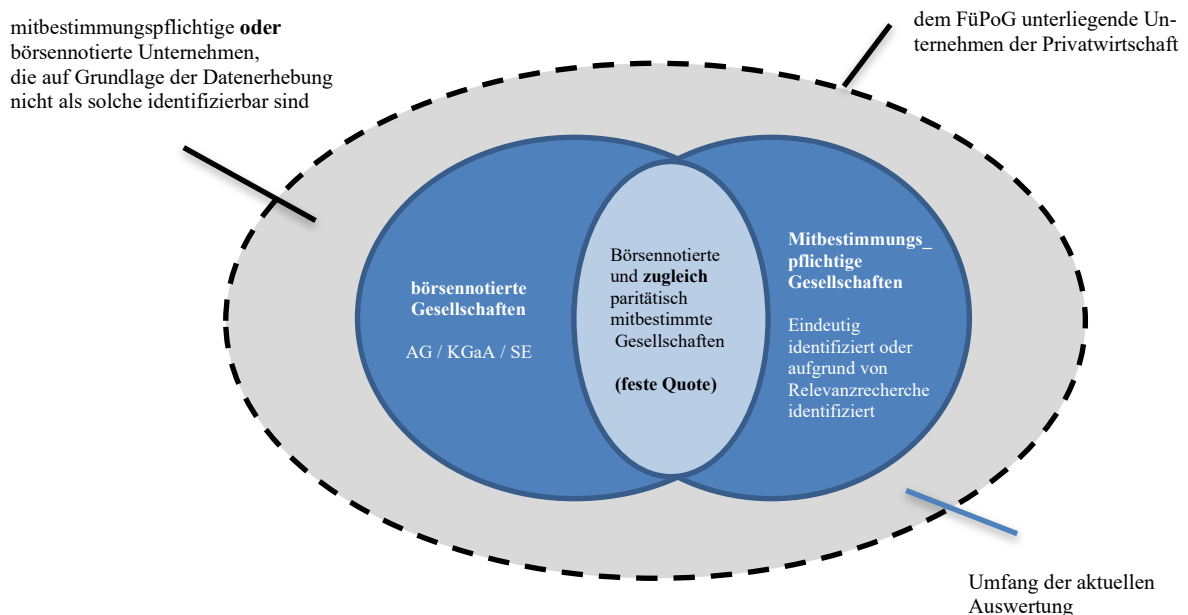 mitbestimmungspflichtige oder
börsennotierte Unternehmen,
die auf Grundlage der Datenerhebung
nicht als solche identifizierbar sind
dem FüPoG unterliegende Un-
ternehmen der Privatwirtschaft
börsennotierte
Gesellschaften
AG / KGaA / SE
Börsennotierte
und zugleich
paritätisch
mitbestimmte
Gesellschaften
(feste Quote)
Mitbestimmungs_
pflichtige
Gesellschaften
Eindeutig
identifiziert oder
aufgrund von
Relevanzrecherche
identifiziert
Umfang der aktuellen
Auswertung